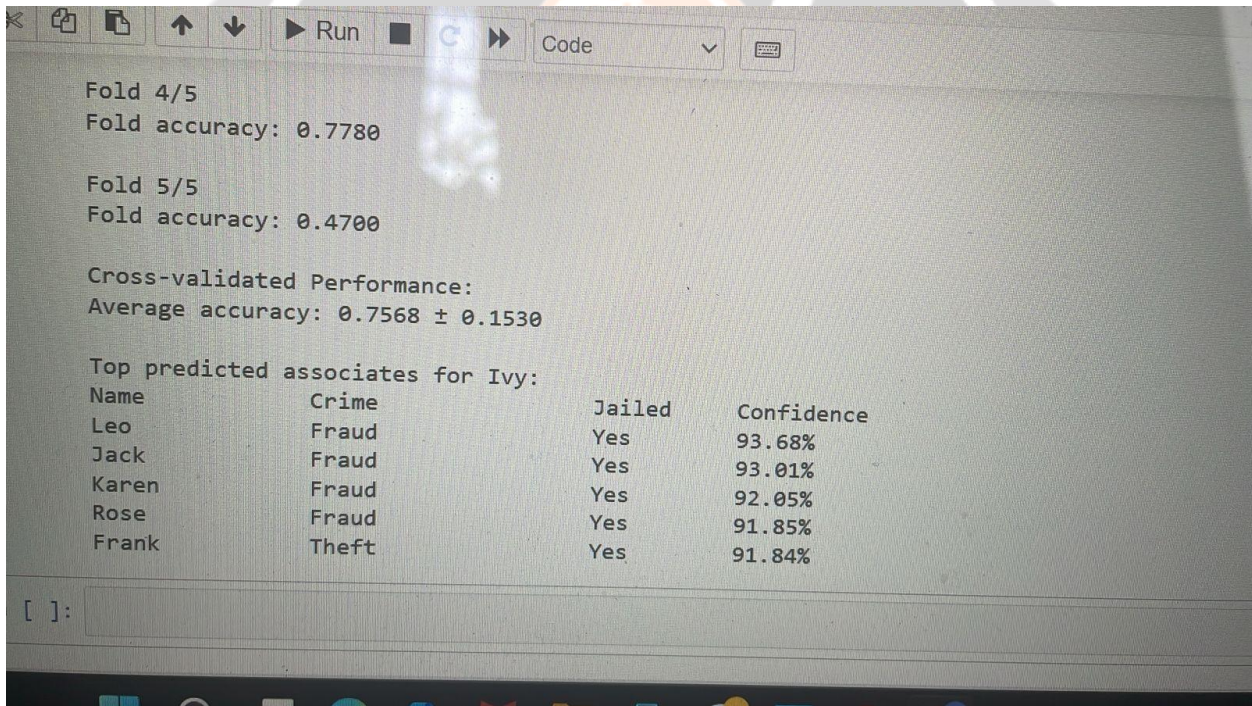 Run
Code
Fold 4/5
Fold accuracy: 0.7780
Fold 5/5
Fold accuracy: 0.4700
Cross-validated Performance:
Average accuracy: 0.7568 ± 0.1530
Top predicted associates for Ivy:
Name Crime Jailed Confidence
Leo Fraud Yes 93.68%
Jack Fraud Yes 93.01%
Karen Fraud Yes 92.05%
Rose Fraud Yes 91.85%
Frank Theft Yes 91.84%
[ ]: